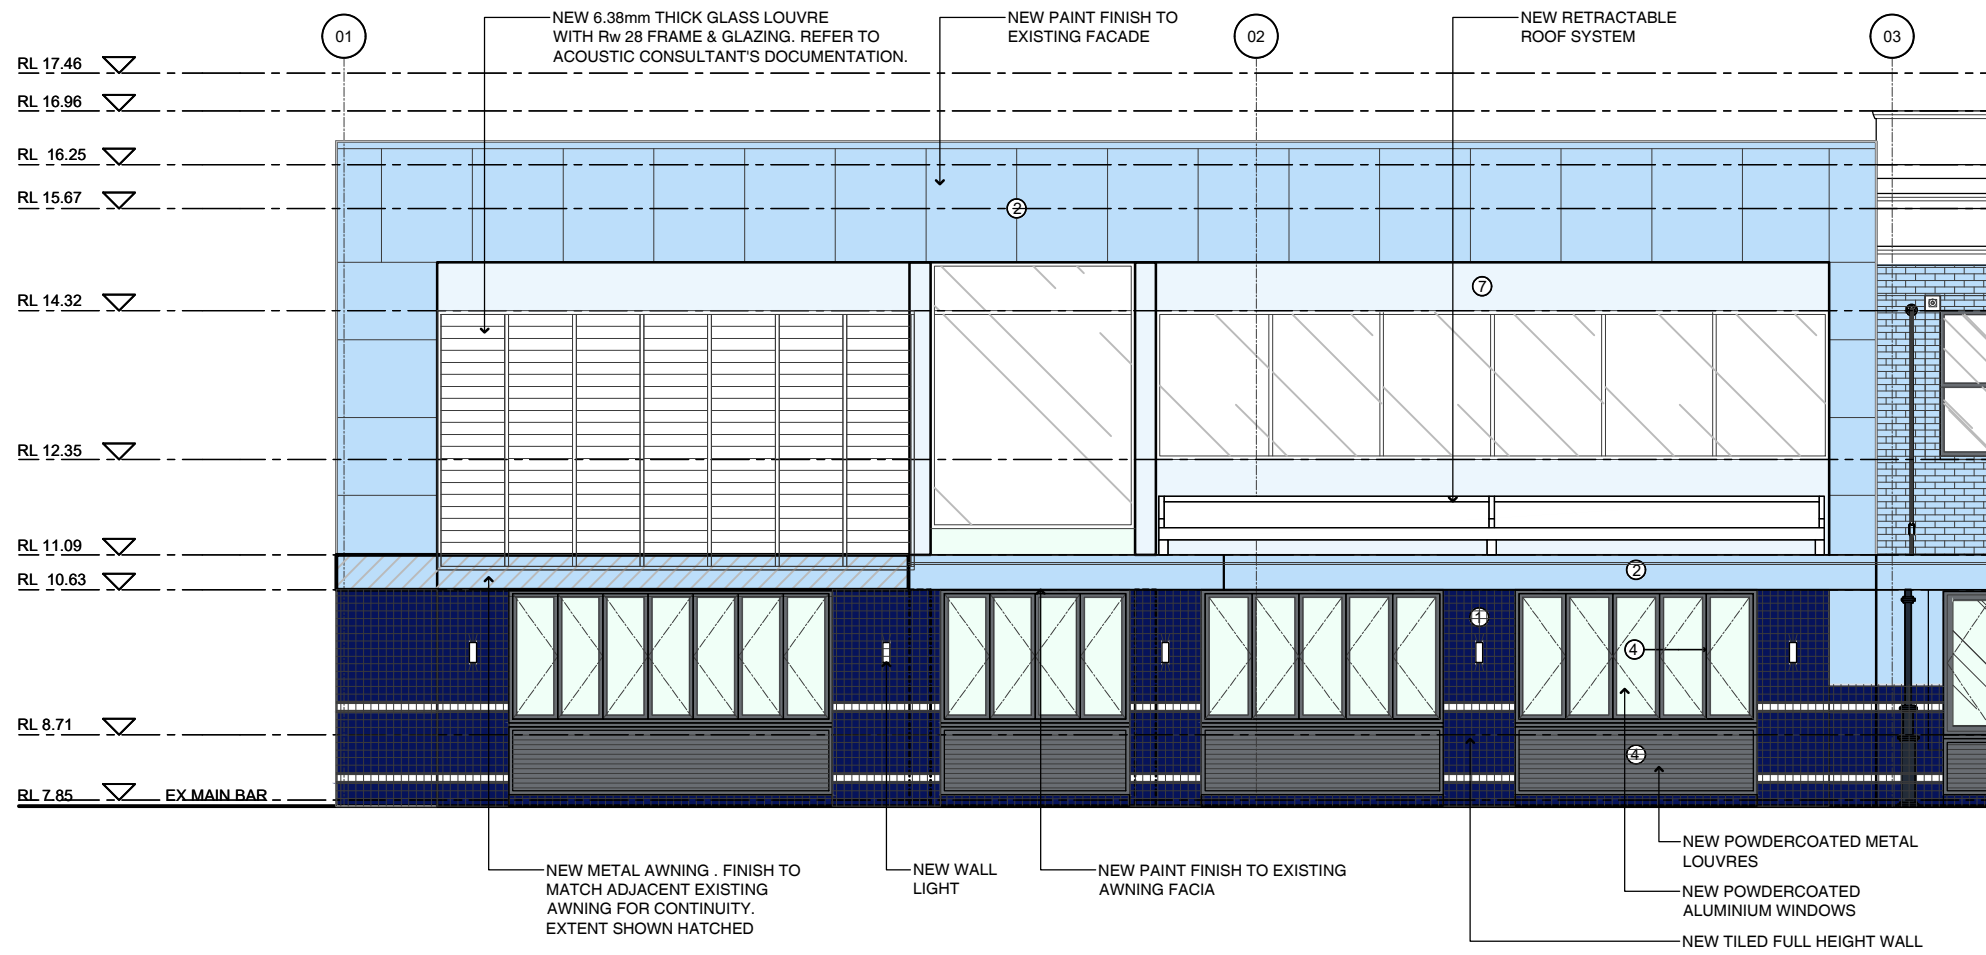 NEW 6.38mm THICK GLASS LOUVRE
WITH Rw 28 FRAME & GLAZING. REFER TO
ACOUSTIC CONSULTANT'S DOCUMENTATION.
NEW PAINT FINISH TO
EXISTING FACADE
NEW RETRACTABLE
ROOF SYSTEM
01
02
03
RL 17.46
RL 16.96
RL 16.25
RL 15.67
2
7
RL 14.32
RL 12.35
RL 11.09
RL 10.63
2
1
4
RL 8.71
4
RL 7.85
EX MAIN BAR
NEW METAL AWNING . FINISH TO
MATCH ADJACENT EXISTING
AWNING FOR CONTINUITY.
EXTENT SHOWN HATCHED
NEW WALL
LIGHT
NEW PAINT FINISH TO EXISTING
AWNING FACIA
NEW POWDERCOATED METAL
LOUVRES
NEW POWDERCOATED
ALUMINIUM WINDOWS
NEW TILED FULL HEIGHT WALL